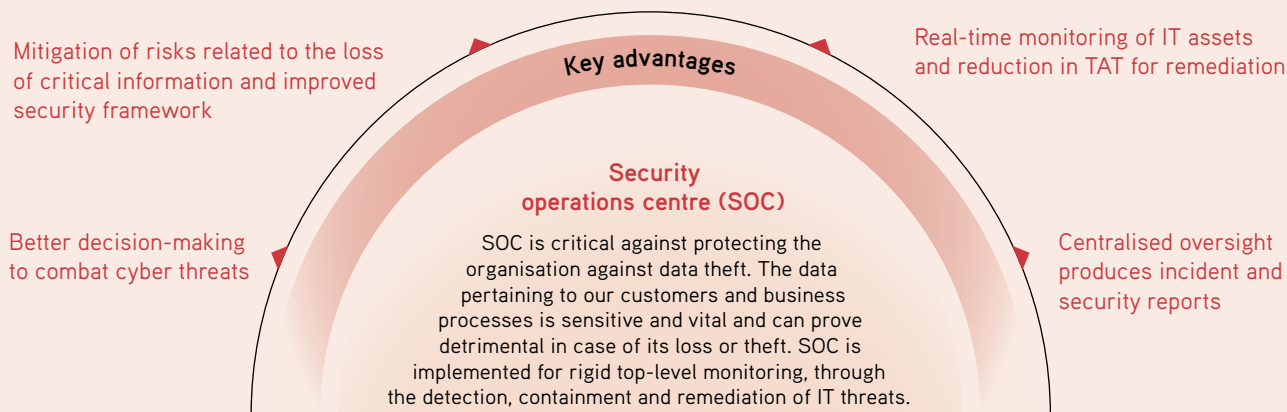 Key advantages
Mitigation of risks related to the loss
of critical information and improved
security framework
Real-time monitoring of IT assets
and reduction in TAT for remediation
Better decision-making
to combat cyber threats
Centralised oversight
produces incident and
security reports
Security
operations centre (SOC)
SOC is critical against protecting the
organisation against data theft. The data
pertaining to our customers and business
processes is sensitive and vital and can prove
detrimental in case of its loss or theft. SOC is
implemented for rigid top-level monitoring, through
the detection, containment and remediation of IT threats.